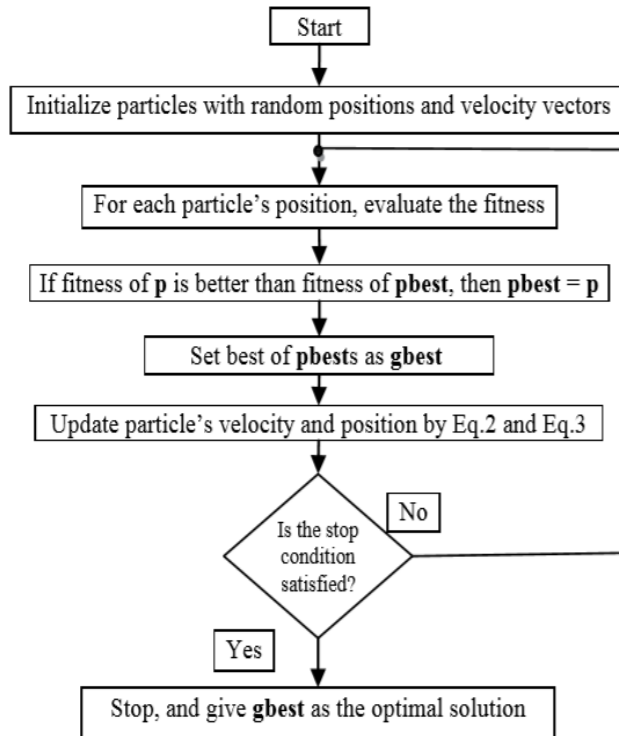 Start
Initialize particles with random positions and velocity vectors
For each particle's position, evaluate the fitness
If fitness of p is better than fitness of pbest, then pbest = p
Set best of pbests as gbest
Update particle's velocity and position by Eq.2 and Eq.3
No
Is the stop
condition
satisfied?
Yes
Stop, and give gbest as the optimal solution